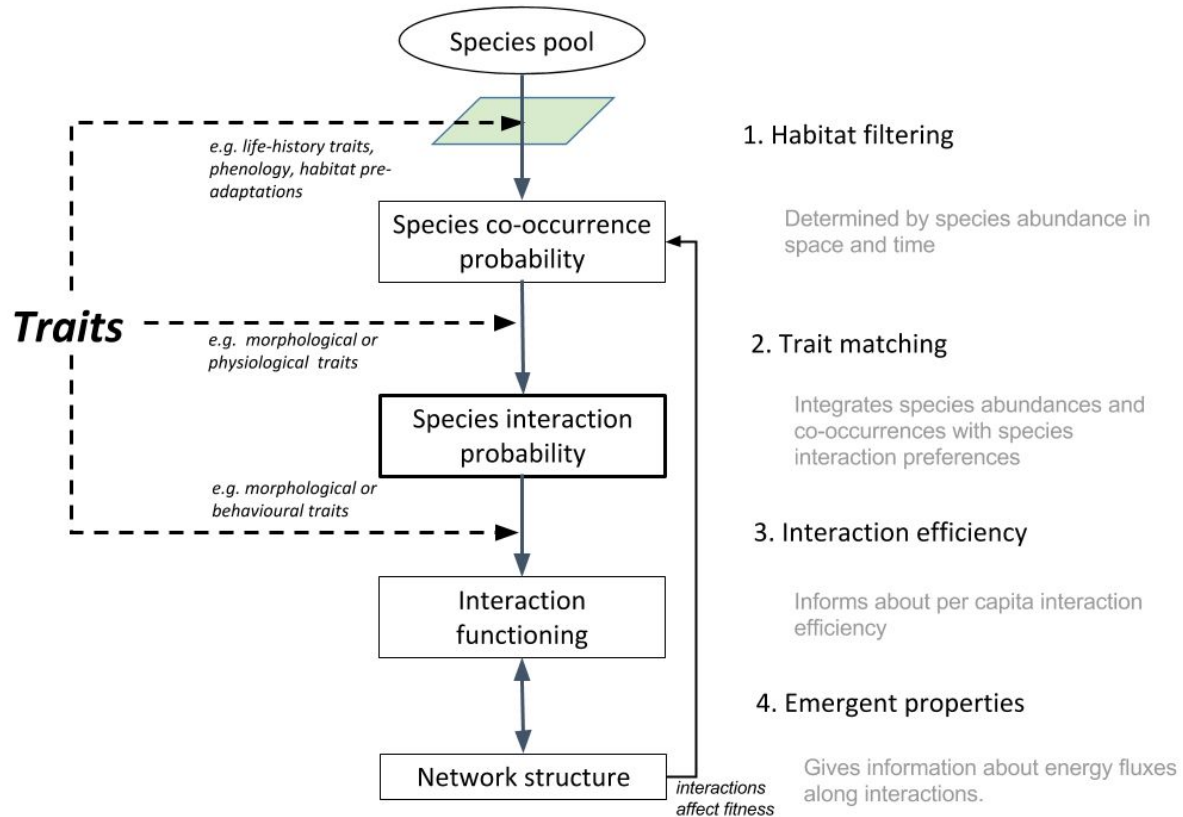 Species pool
e.g. life-history traits,
phenology, habitat pre-
adaptations
1. Habitat filtering
Species co-occurrence
probability
Determined by species abundance in
space and time
Traits
e.g.  morphological or
physiological  traits
2. Trait matching
Species interaction
probability
Integrates species abundances and
co-occurrences with species
interaction preferences
e.g. morphological or
behavioural traits
3. Interaction efficiency
Interaction
functioning
Informs about per capita interaction
efficiency
4. Emergent properties
Network structure
interactions
affect fitness
Gives information about energy fluxes
along interactions.